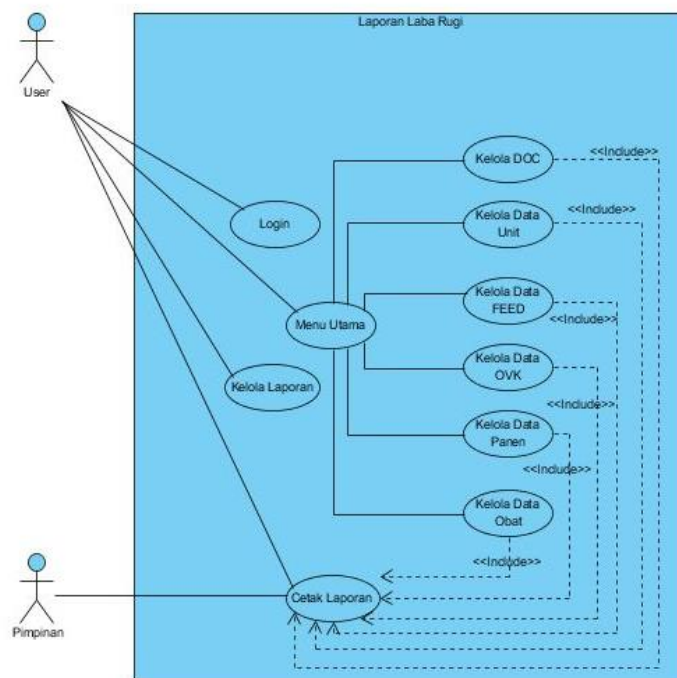 Laporan Laba Rugi
User
Kelola DOC
<<Include>>
Kelola Data
Unit
<<Include>>
Login
Kelola Data
FEED
<<Include>>
Menu Utama
Kelola Data
OVK
Kelola Laporan
<<Include>>
Kelola Data
Panen
<<Include>>
Kelola Data
Obat
<<Include>>
Cetak Laporan
Pimpinan